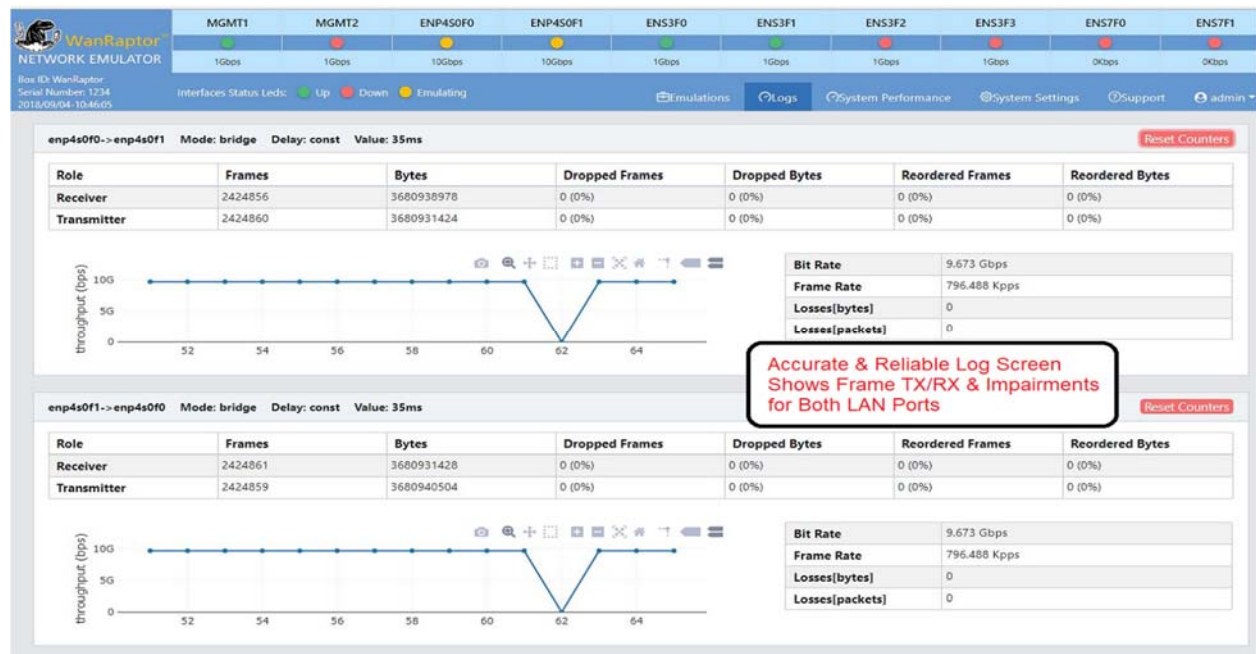 MGMT1 MGMT2 ENP4S0F0 ENP4S0F1 ENS3F0 ENS3F1 ENS3F2 ENS3F3 ENS7F0 ENS7F1
WanRaptor™
NETWORK EMULATOR
1Gbps 1Gbps 10Gbps 10Gbps 1Gbps 1Gbps 1Gbps 1Gbps 0Kbps 0Kbps
Box ID: WanRaptor
Serial Number: 1234
2018/09/04-10:46:05
Interfaces Status Leds: Up Down Emulating
Emulations Logs System Performance System Settings Support admin
enp4s0f0->enp4s0f1 Mode: bridge Delay: const Value: 35ms Reset Counters
Role Frames Bytes Dropped Frames Dropped Bytes Reordered Frames Reordered Bytes
Receiver 2424856 3680938978 0 (0%) 0 (0%) 0 (0%) 0 (0%)
Transmitter 2424860 3680931424 0 (0%) 0 (0%) 0 (0%) 0 (0%)
throughput (bps)
10G
5G
0
52 54 56 58 60 62 64
Bit Rate 9.673 Gbps
Frame Rate 796.488 Kpps
Losses[bytes] 0
Losses[packets] 0
Accurate & Reliable Log Screen
Shows Frame TX/RX & Impairments
for Both LAN Ports
enp4s0f1->enp4s0f0 Mode: bridge Delay: const Value: 35ms Reset Counters
Role Frames Bytes Dropped Frames Dropped Bytes Reordered Frames Reordered Bytes
Receiver 2424861 3680931428 0 (0%) 0 (0%) 0 (0%) 0 (0%)
Transmitter 2424859 3680940504 0 (0%) 0 (0%) 0 (0%) 0 (0%)
throughput (bps)
10G
5G
0
52 54 56 58 60 62 64
Bit Rate 9.673 Gbps
Frame Rate 796.488 Kpps
Losses[bytes] 0
Losses[packets] 0